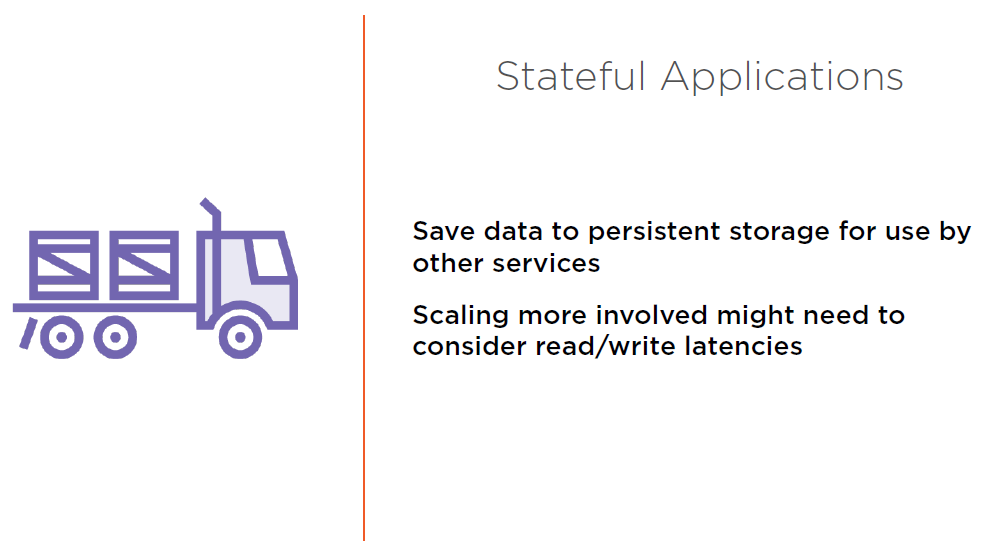 Stateful Applications
Save data to persistent storage for use by
other services
Scaling more involved might need to
consider read/write latencies